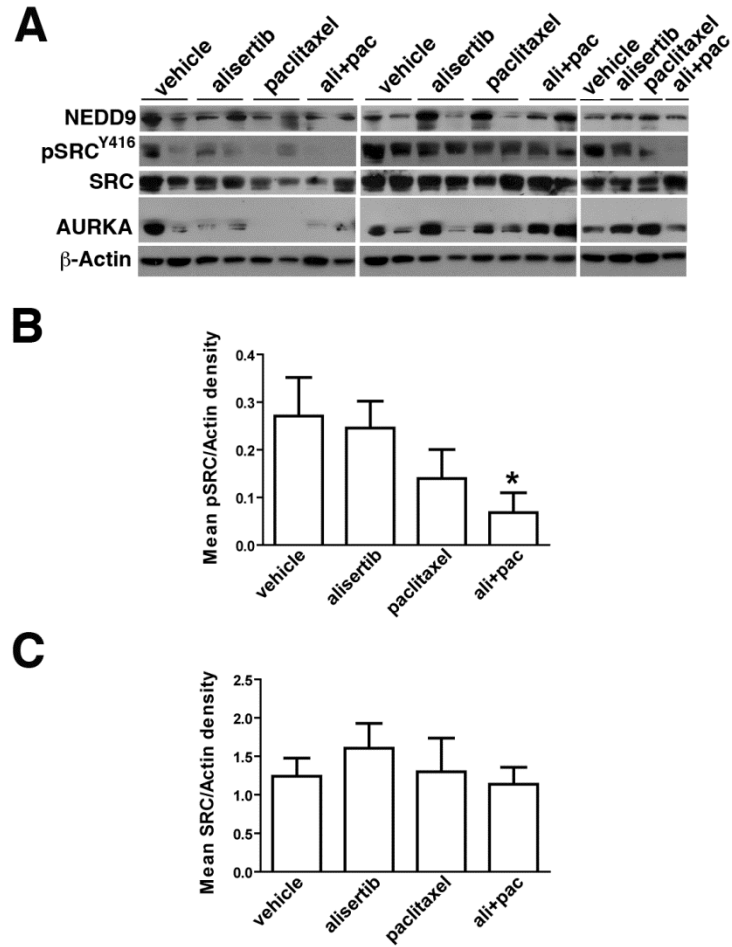 A
vehicle alisertib paclitaxel ali+pac vehicle alisertib paclitaxel ali+pac vehicle alisertib paclitaxel ali+pac
NEDD9
pSRCY416
SRC
AURKA
β-Actin
B
Mean pSRC/Actin density
0.4
0.3
0.2
0.1
0.0
*
vehicle alisertib paclitaxel ali+pac
C
Mean SRC/Actin density
2.5
2.0
1.5
1.0
0.5
0.0
vehicle alisertib paclitaxel ali+pac